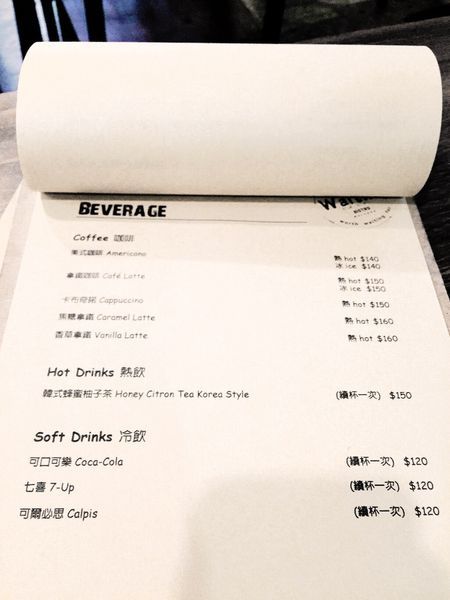 BEVERAGE
BISTRO
Coffee 咖啡
美式咖啡 Americano 熱 hot $140
冰 ice $140
拿鐵咖啡 Café Latte 熱 hot $150
冰 ice $150
卡布奇諾 Cappuccino 熱 hot $150
焦糖拿鐵 Caramel Latte 熱 hot $160
香草拿鐵 Vanilla Latte 熱 hot $160
Hot Drinks 熱飲
韓式蜂蜜柚子茶 Honey Citron Tea Korea Style (續杯一次) $150
Soft Drinks 冷飲
可口可樂 Coca-Cola (續杯一次) $120
七喜 7-Up (續杯一次) $120
可爾必思 Calpis (續杯一次) $120